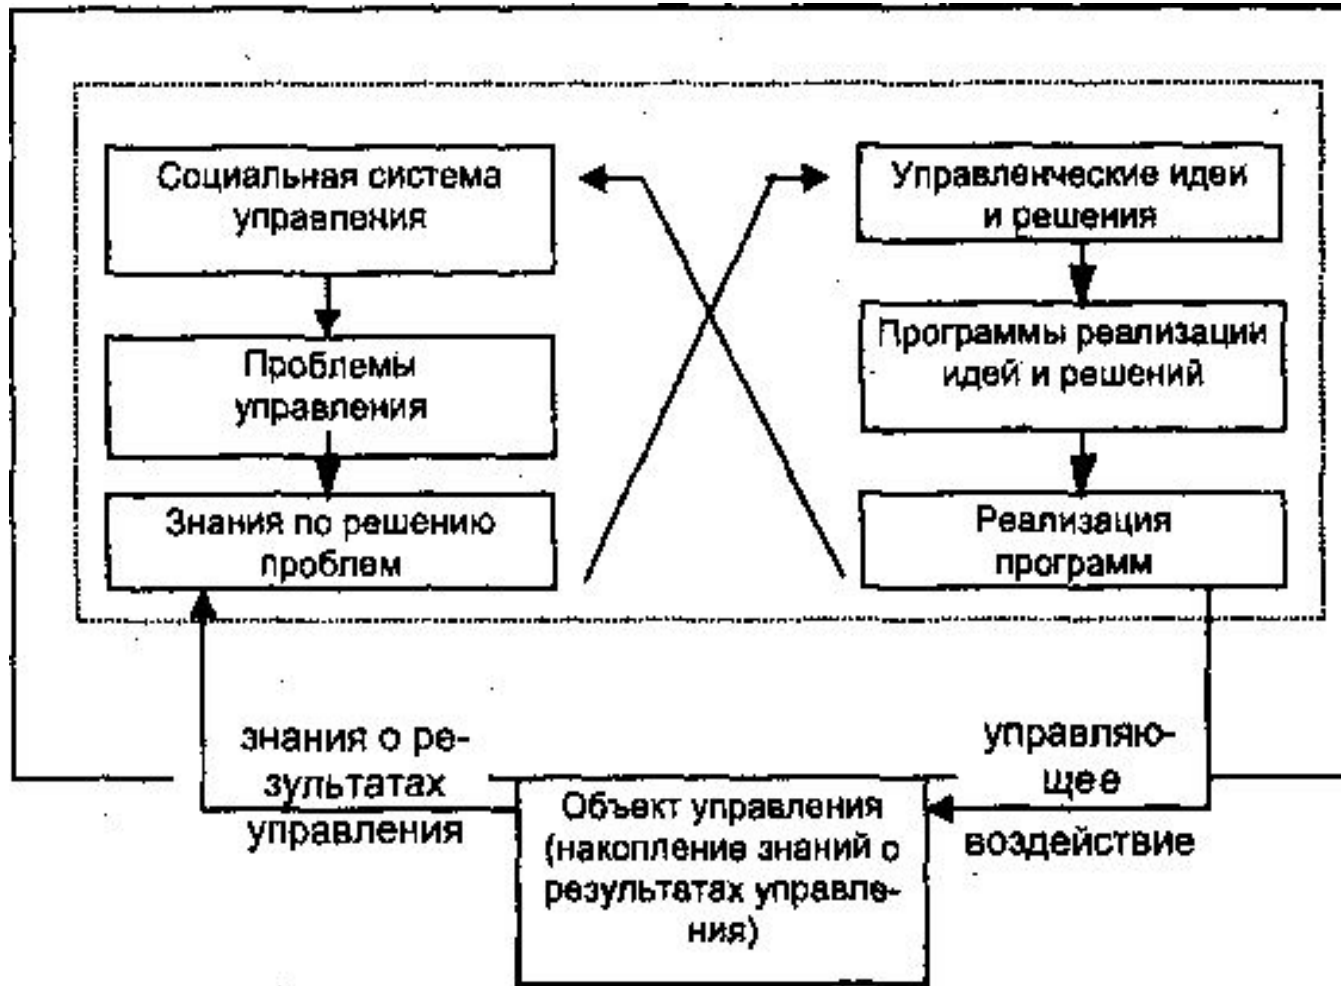 Социальная система
управления
Проблемы
управления
Знания по решению
проблем
Управленческие идеи
и решения
Программы реализации
идей и решений
Реализация
программ
знания о ре-
зультатах
управления
Объект управления
(накопление знаний о
результатах управле-
ния)
управляю-
щее
воздействие